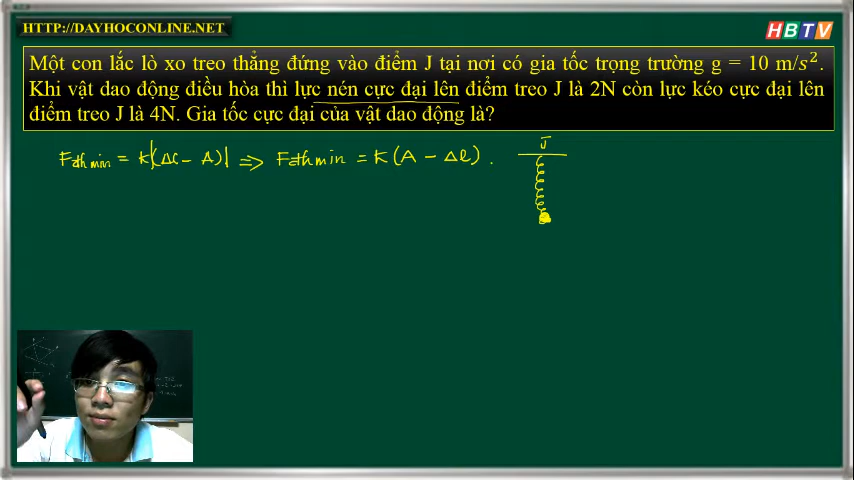 HTTP://DAYHOCONLINE.NET
HBTV
Một con lắc lò xo treo thẳng đứng vào điểm J tại nơi có gia tốc trọng trường g = 10 m/s².
Khi vật dao động điều hòa thì lực nén cực đại lên điểm treo J là 2N còn lực kéo cực đại lên
điểm treo J là 4N. Gia tốc cực đại của vật dao động là?
J
Fđh min = K|(Δl - A)| => Fđh min = K(A - Δl).